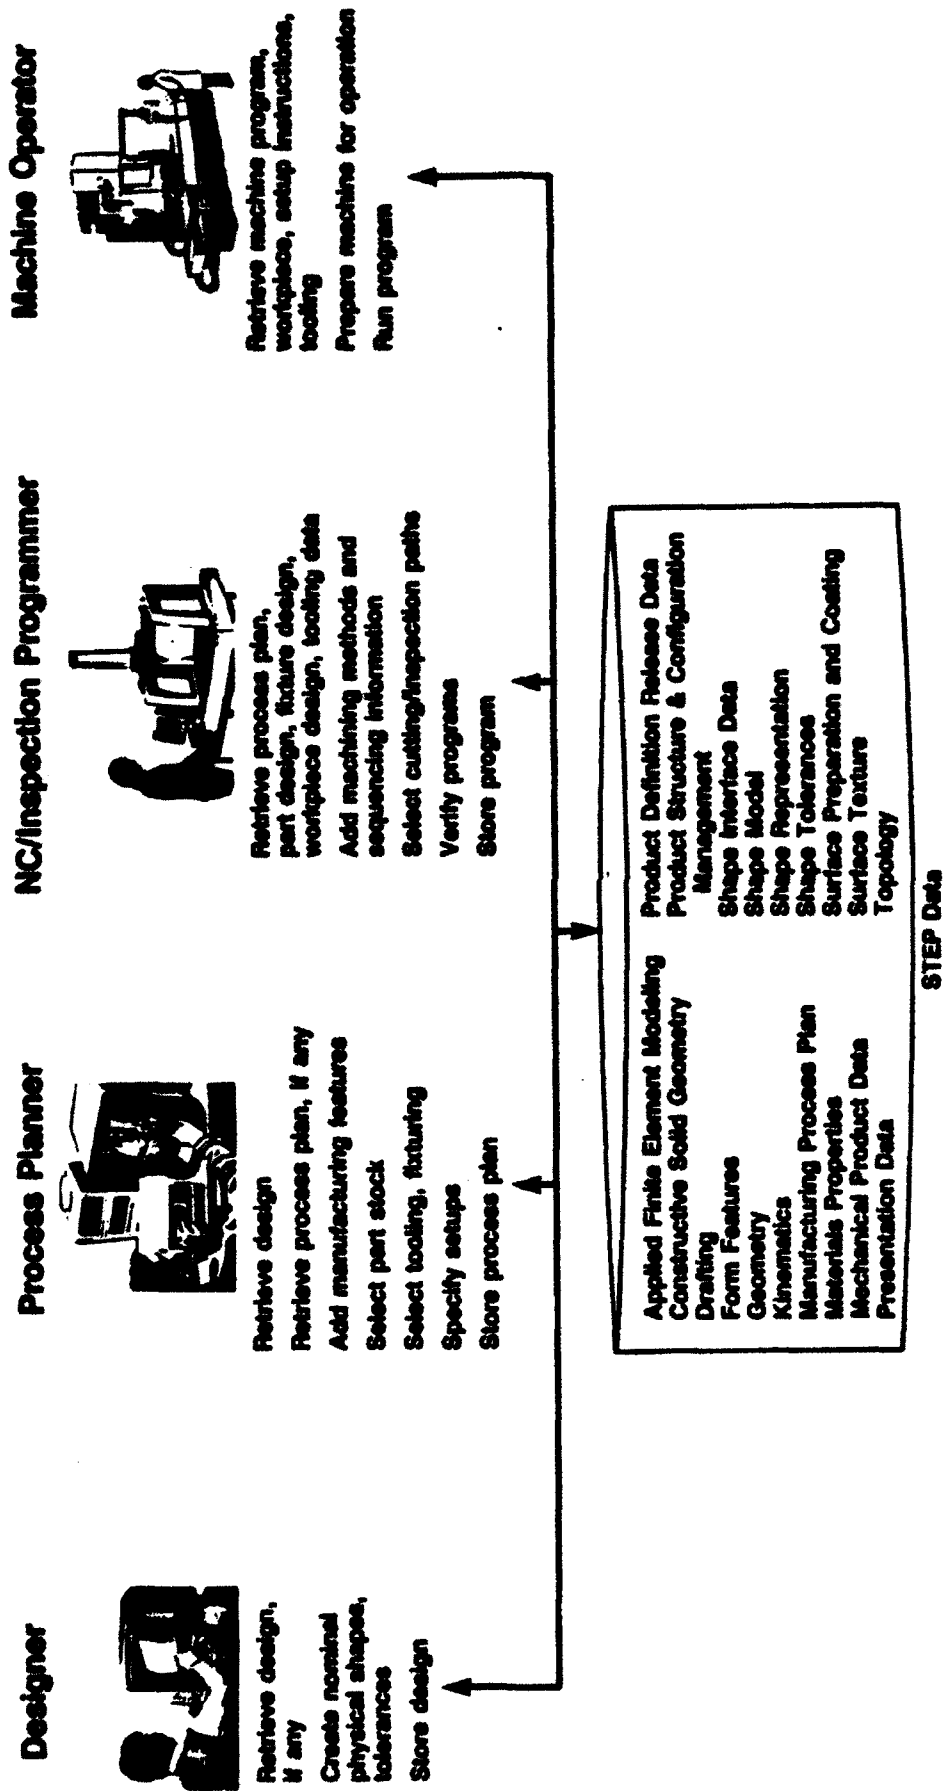 Designer
Retrieve design,
if any
Create nominal
physical shapes,
tolerances
Store design
Process Planner
Retrieve design
Retrieve process plan, if any
Add manufacturing features
Select part stock
Select tooling, fixturing
Specify setups
Store process plan
NC/Inspection Programmer
Retrieve process plan,
part design, fixture design,
workpiece design, tooling data
Add machining methods and
sequencing information
Select cutting/inspection paths
Verify programs
Store program
Machine Operator
Retrieve machine program,
workpiece, setup instructions,
tooling
Prepare machine for operation
Run program
Applied Finite Element Modeling
Constructive Solid Geometry
Drafting
Form Features
Geometry
Kinematics
Manufacturing Process Plan
Materials Properties
Mechanical Product Data
Presentation Data
Product Definition Release Data
Product Structure & Configuration
Management
Shape Interface Data
Shape Model
Shape Representation
Shape Tolerances
Surface Preparation and Coating
Surface Texture
Topology
STEP Data